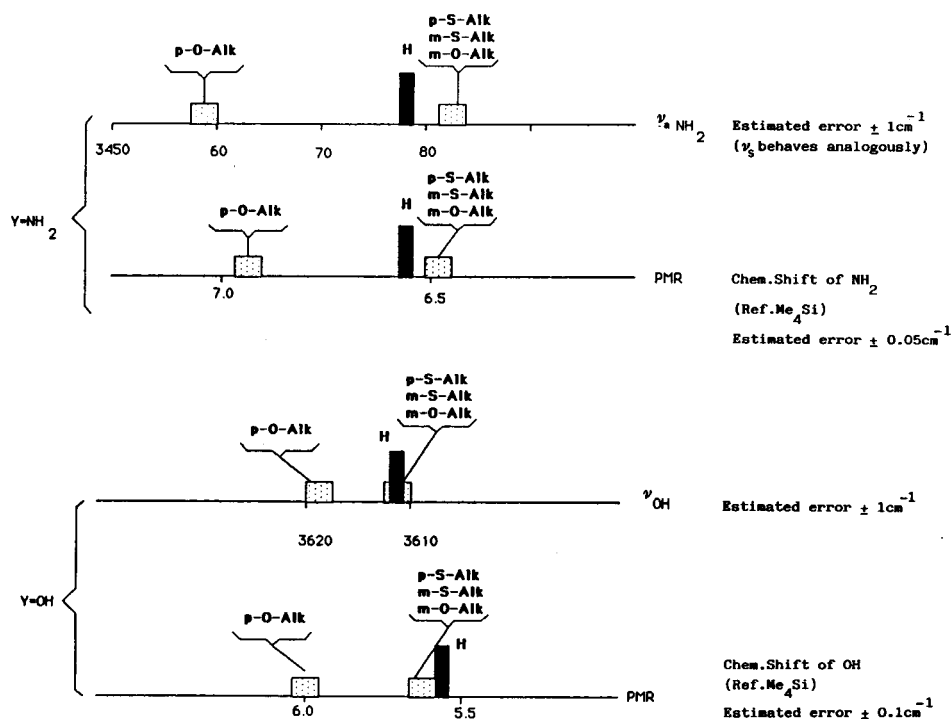 p-S-Alk
m-S-Alk
m-O-Alk
p-O-Alk
H
νₐ NH₂
Estimated error ± 1cm⁻¹
(νₛ behaves analogously)
3450 60 70 80
p-S-Alk
m-S-Alk
m-O-Alk
p-O-Alk
H
Y=NH₂
PMR
7.0 6.5
Chem.Shift of NH₂
(Ref.Me₄Si)
Estimated error ± 0.05cm⁻¹
p-S-Alk
m-S-Alk
m-O-Alk
p-O-Alk
H
ν OH
Estimated error ± 1cm⁻¹
3620 3610
p-S-Alk
m-S-Alk
m-O-Alk
Y=OH
p-O-Alk
H
PMR
6.0 5.5
Chem.Shift of OH
(Ref.Me₄Si)
Estimated error ± 0.1cm⁻¹